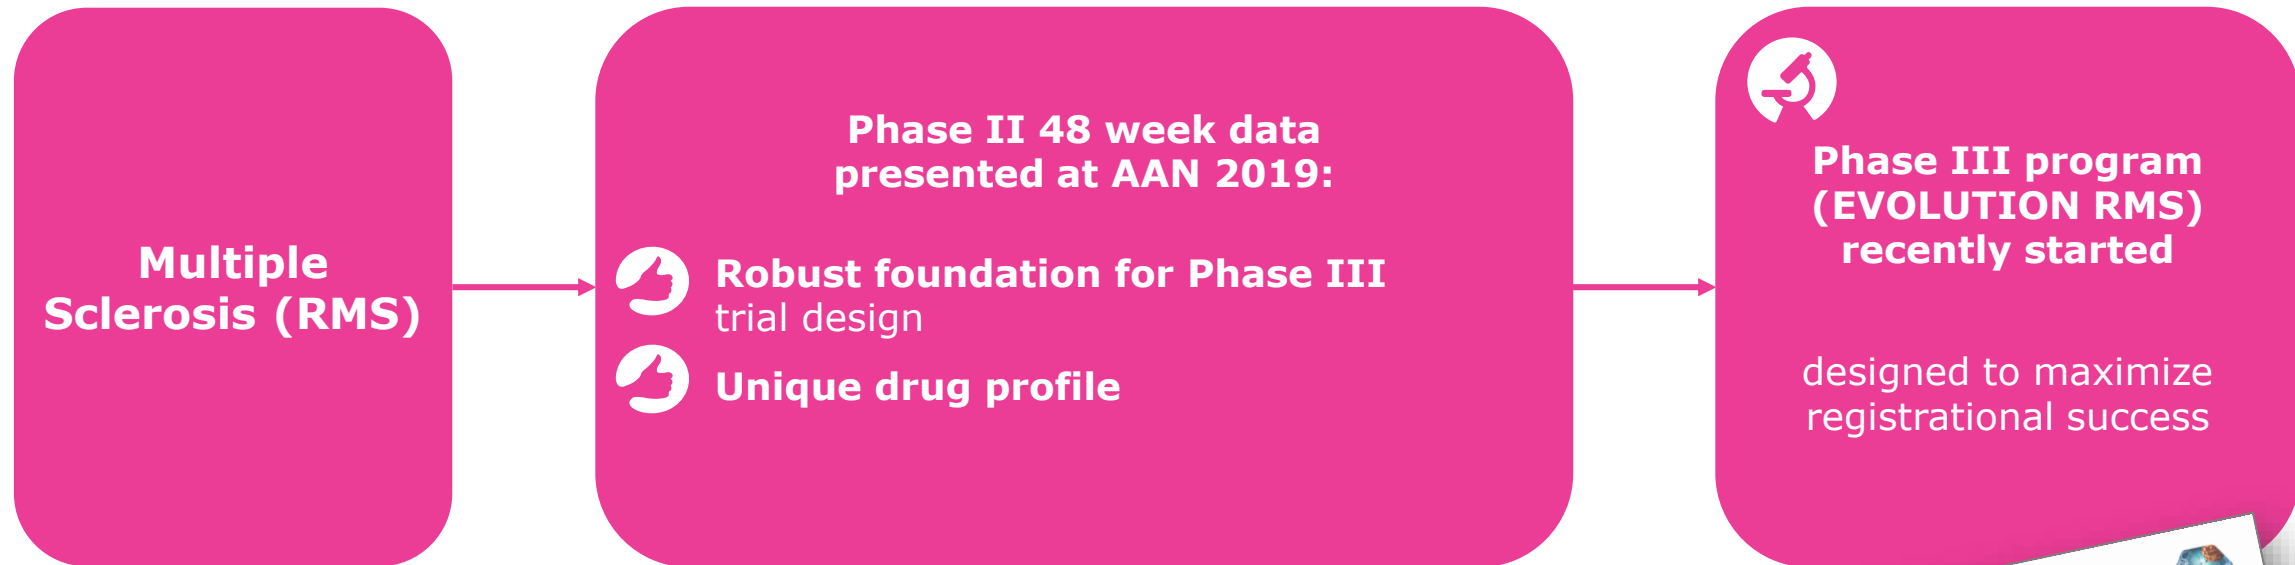 Multiple
Sclerosis (RMS)
Phase II 48 week data
presented at AAN 2019:
Robust foundation for Phase III
trial design
Unique drug profile
Phase III program
(EVOLUTION RMS)
recently started
designed to maximize
registrational success